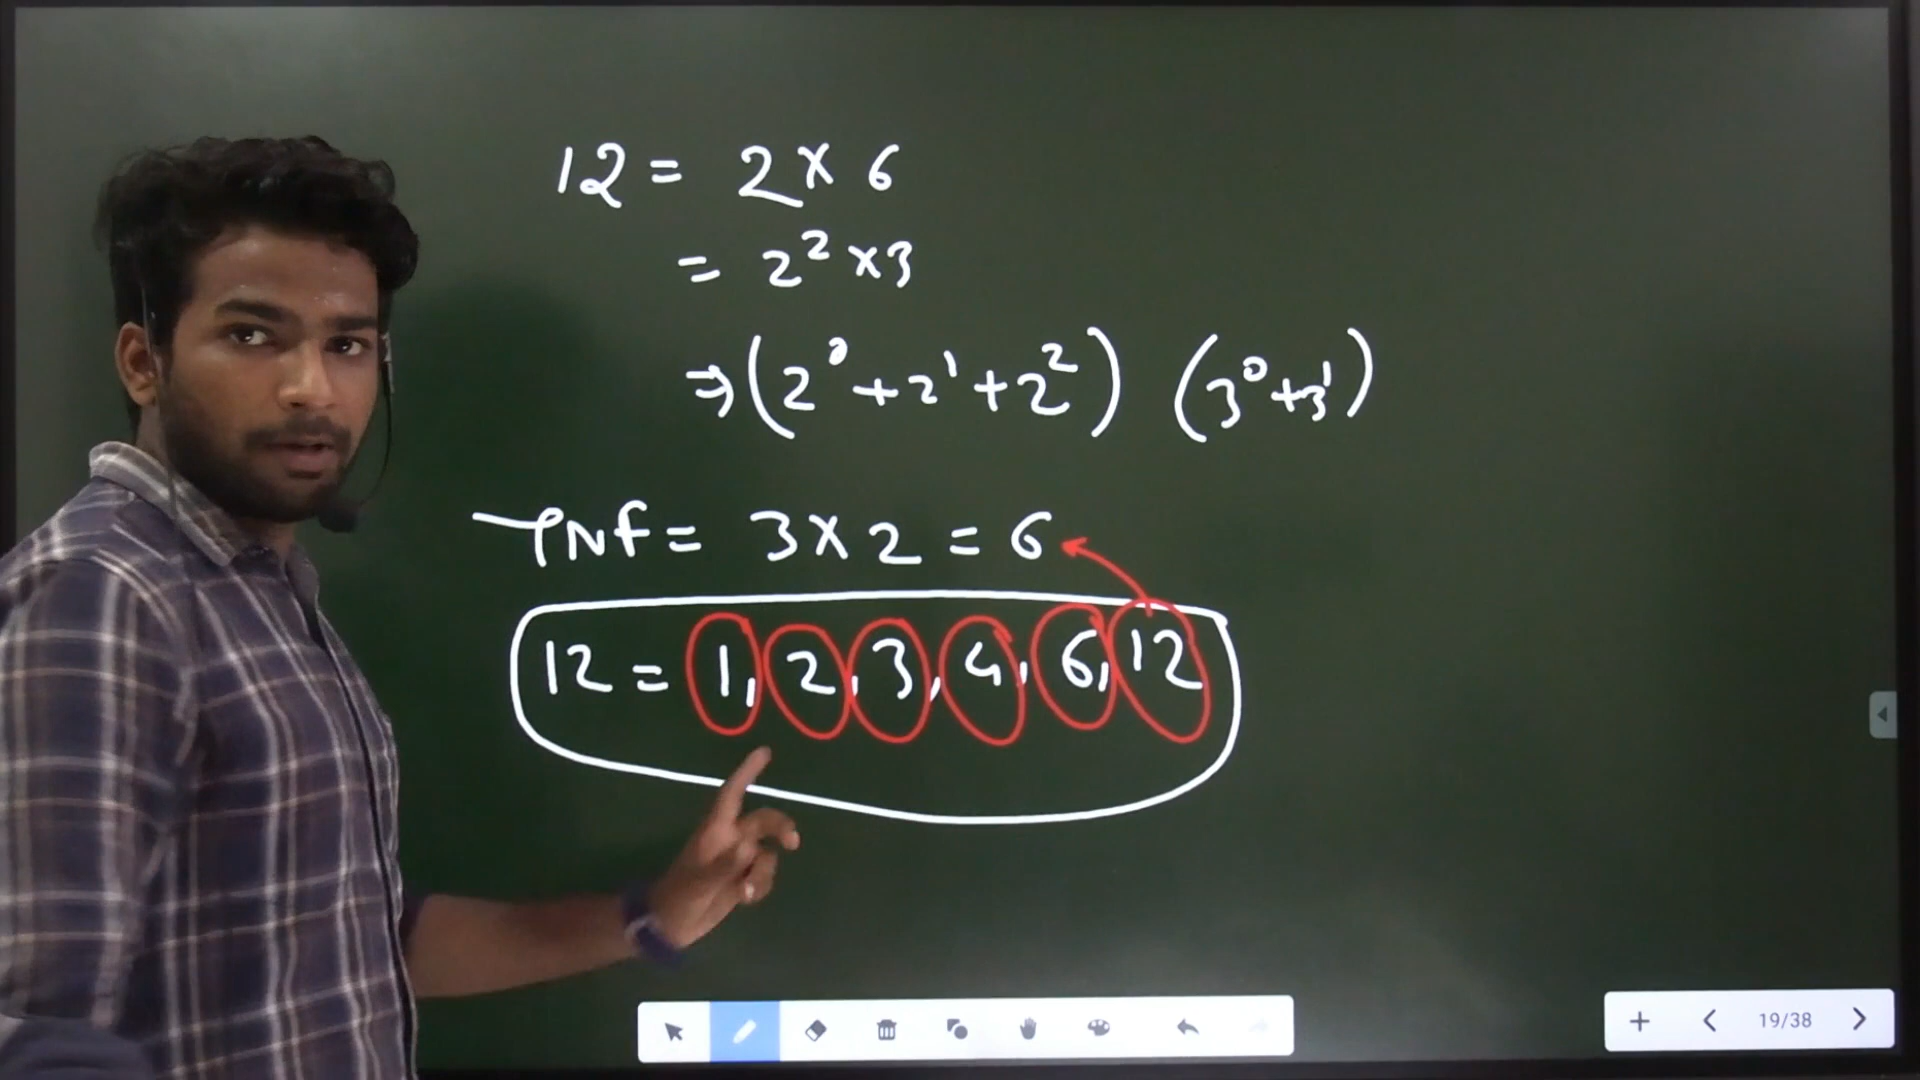 12 = 2 × 6
= 2² × 3
⇒ (2⁰ + 2¹ + 2²) (3⁰ + 3¹)
TNf = 3 × 2 = 6
12 = 1, 2, 3, 4, 6, 12
19/38